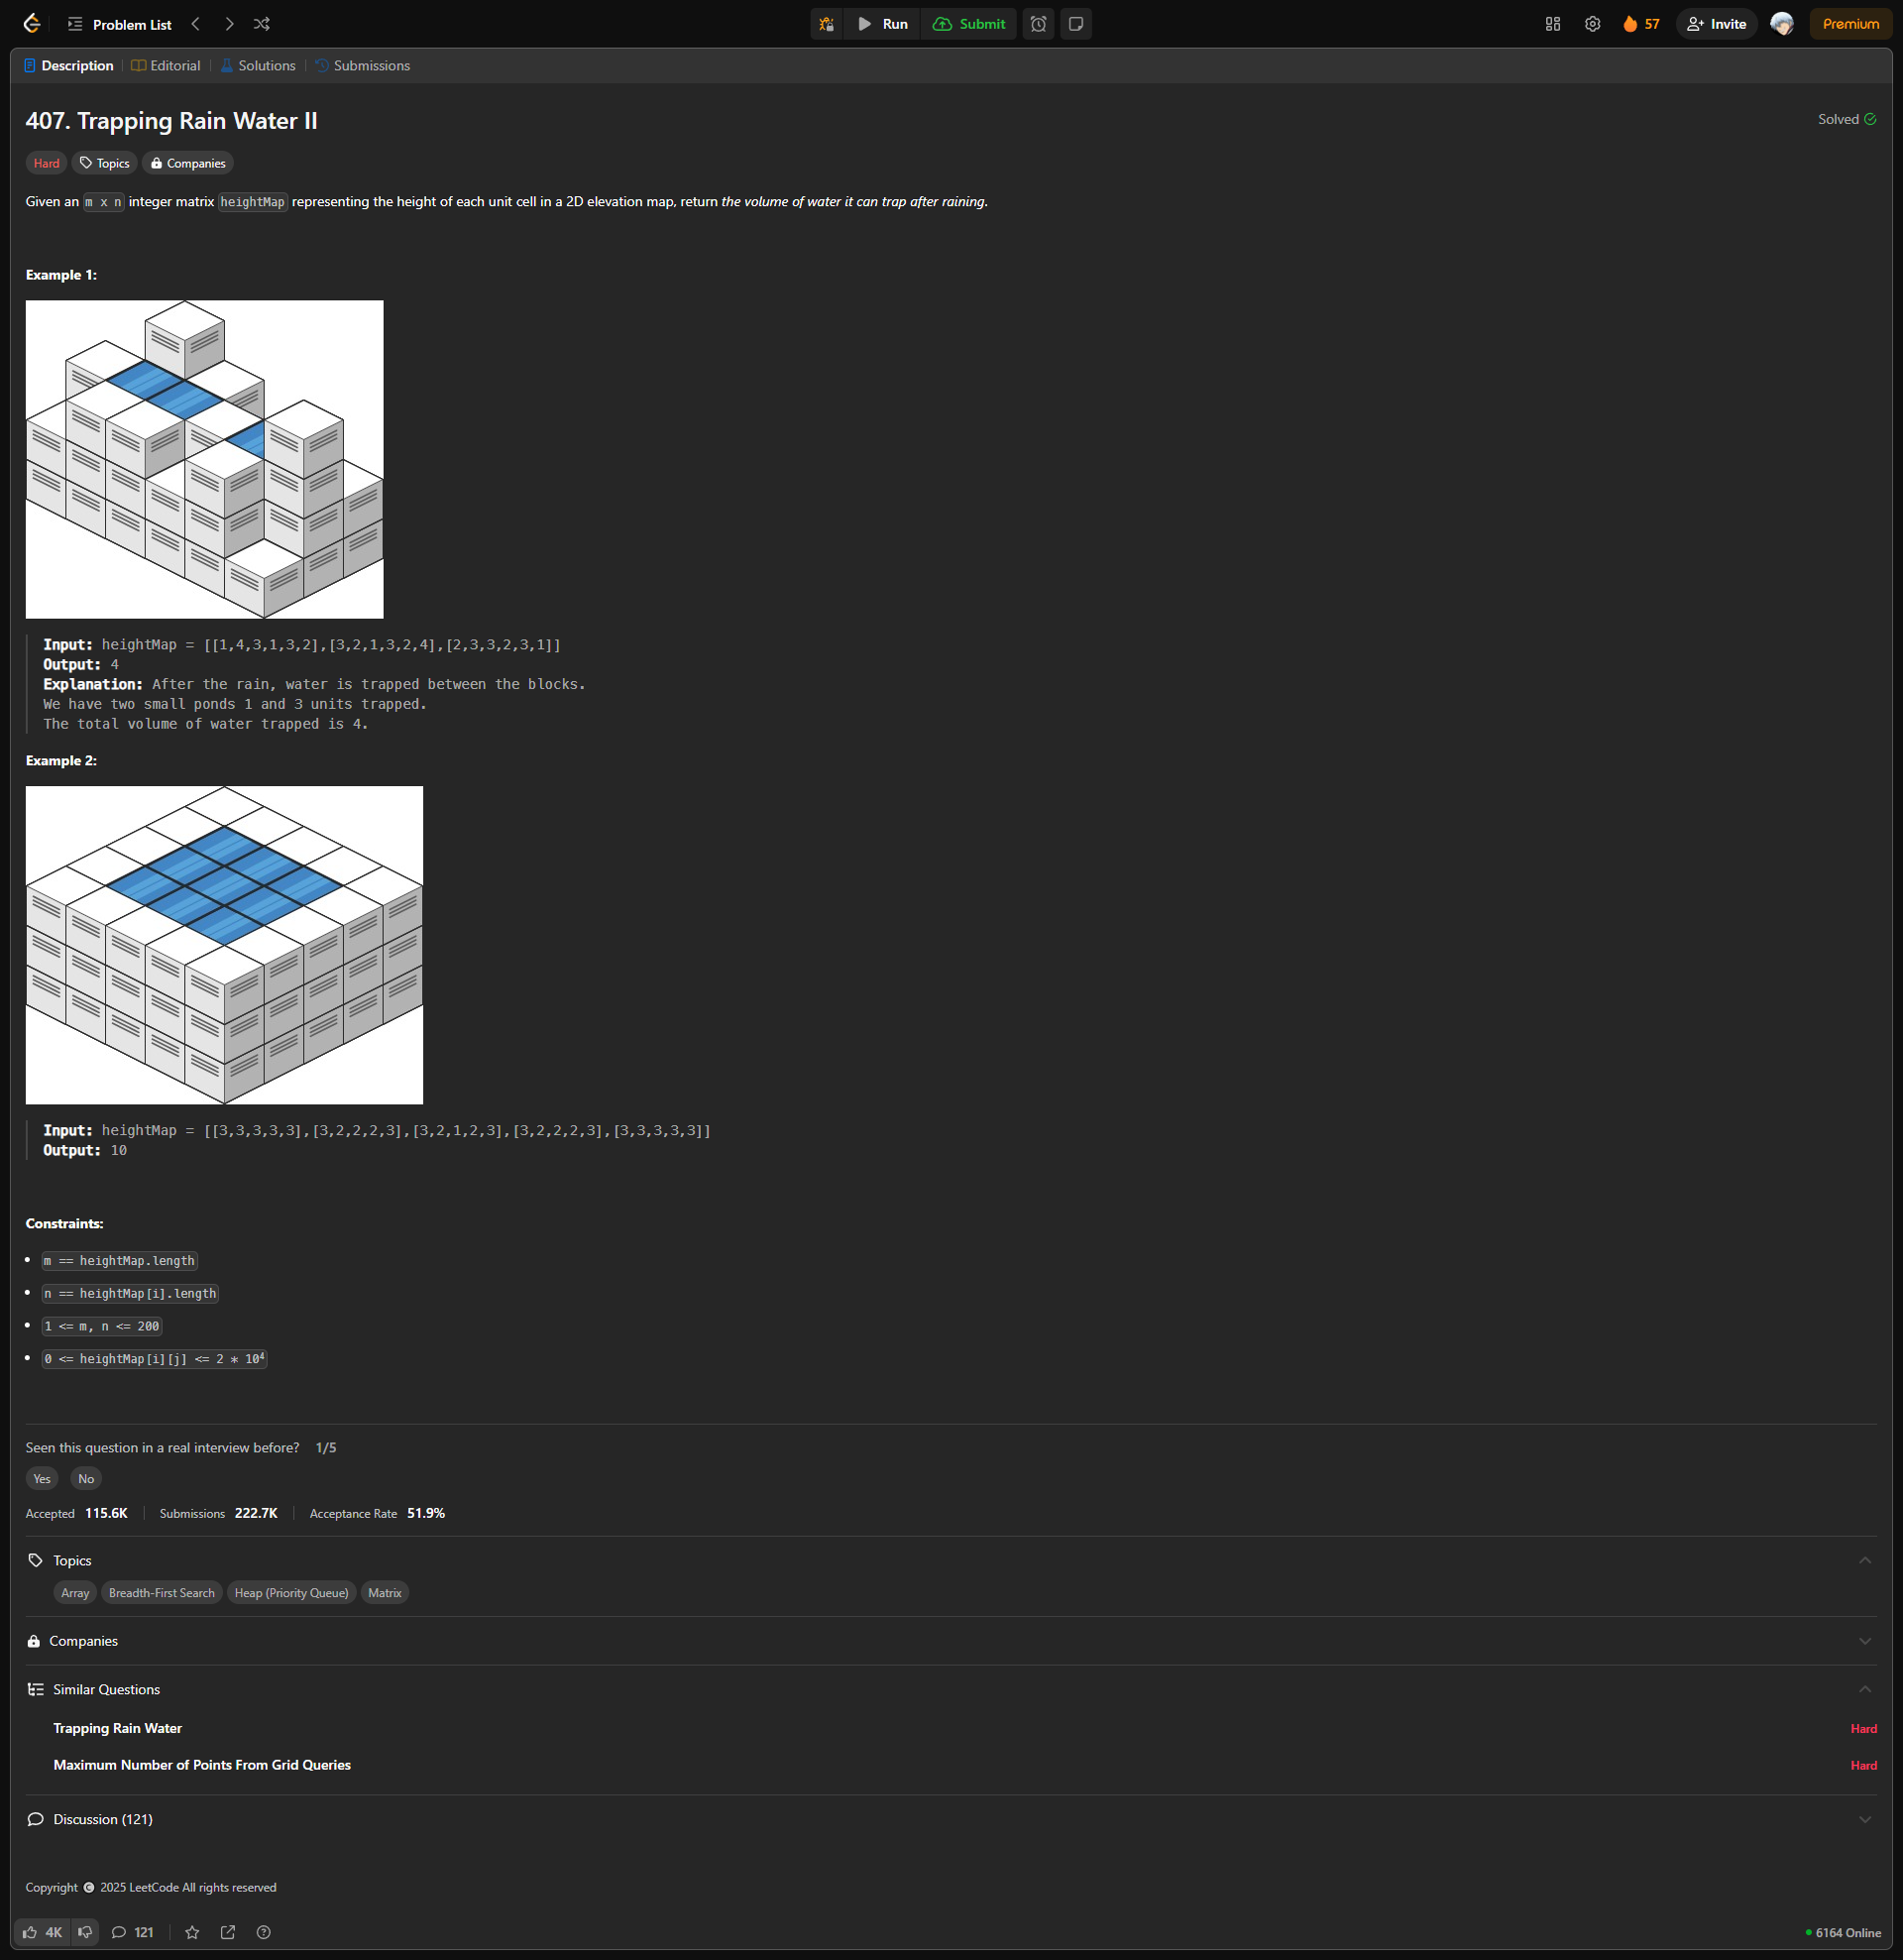 Problem List
Run
Submit
57
Invite
Premium
Description
Editorial
Solutions
Submissions
407. Trapping Rain Water II
Solved
Hard
Topics
Companies
Given an m x n integer matrix heightMap representing the height of each unit cell in a 2D elevation map, return the volume of water it can trap after raining.
Example 1:
Input: heightMap = [[1,4,3,1,3,2],[3,2,1,3,2,4],[2,3,3,2,3,1]]
Output: 4
Explanation: After the rain, water is trapped between the blocks.
We have two small ponds 1 and 3 units trapped.
The total volume of water trapped is 4.
Example 2:
Input: heightMap = [[3,3,3,3,3],[3,2,2,2,3],[3,2,1,2,3],[3,2,2,2,3],[3,3,3,3,3]]
Output: 10
Constraints:
m == heightMap.length
n == heightMap[i].length
1 <= m, n <= 200
0 <= heightMap[i][j] <= 2 * 10⁴
Seen this question in a real interview before? 1/5
Yes No
Accepted 115.6K Submissions 222.7K Acceptance Rate 51.9%
Topics
Array Breadth-First Search Heap (Priority Queue) Matrix
Companies
Similar Questions
Trapping Rain Water Hard
Maximum Number of Points From Grid Queries Hard
Discussion (121)
Copyright © 2025 LeetCode All rights reserved
4K 121 6164 Online